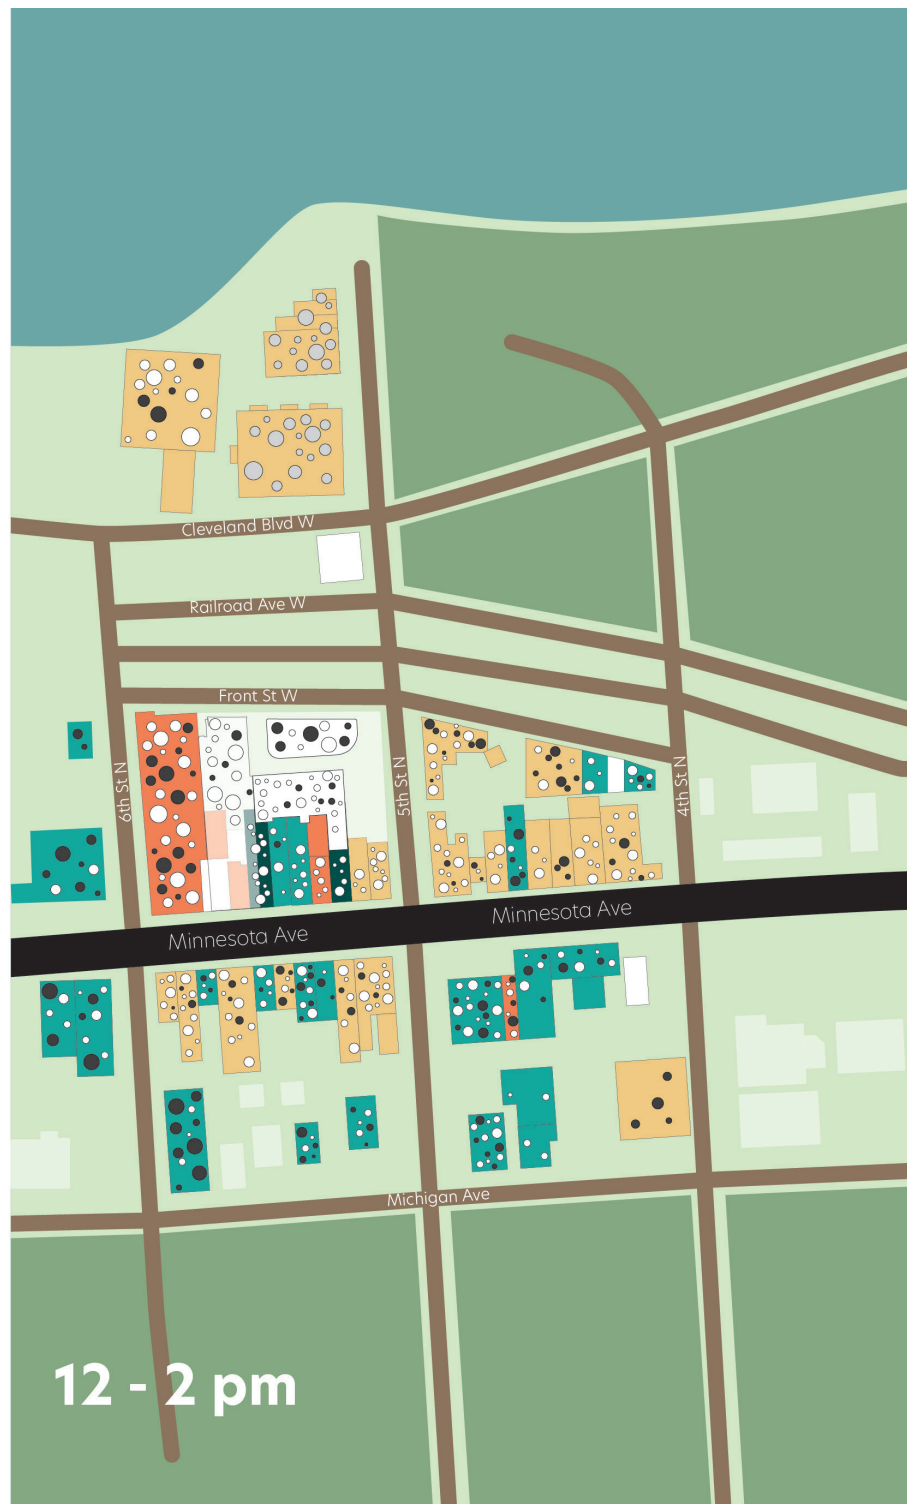 Cleveland Blvd W
Railroad Ave W
Front St W
6th St N
5th St N
4th St N
Minnesota Ave
Minnesota Ave
Michigan Ave
12 - 2 pm